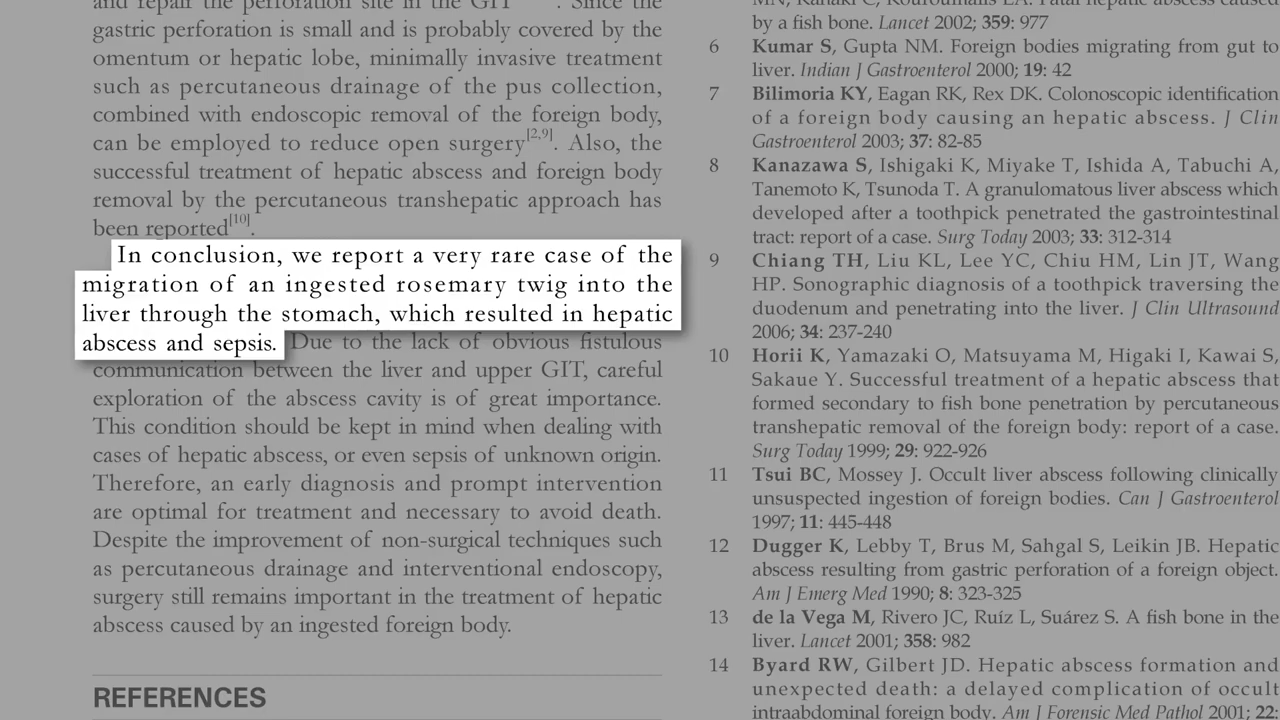 and repair the perforation site in the GIT
. Since the
gastric perforation is small and is probably covered by the
omentum or hepatic lobe, minimally invasive treatment
such as percutaneous drainage of the pus collection,
combined with endoscopic removal of the foreign body,
can be employed to reduce open surgery[2,9]. Also, the
successful treatment of hepatic abscess and foreign body
removal by the percutaneous transhepatic approach has
been reported[10].
In conclusion, we report a very rare case of the
migration of an ingested rosemary twig into the
liver through the stomach, which resulted in hepatic
abscess and sepsis. Due to the lack of obvious fistulous
communication between the liver and upper GIT, careful
exploration of the abscess cavity is of great importance.
This condition should be kept in mind when dealing with
cases of hepatic abscess, or even sepsis of unknown origin.
Therefore, an early diagnosis and prompt intervention
are optimal for treatment and necessary to avoid death.
Despite the improvement of non-surgical techniques such
as percutaneous drainage and interventional endoscopy,
surgery still remains important in the treatment of hepatic
abscess caused by an ingested foreign body.
REFERENCES
by a fish bone. Lancet 2002; 359: 977
6 Kumar S, Gupta NM. Foreign bodies migrating from gut to
liver. Indian J Gastroenterol 2000; 19: 42
7 Bilimoria KY, Eagan RK, Rex DK. Colonoscopic identification
of a foreign body causing an hepatic abscess. J Clin
Gastroenterol 2003; 37: 82-85
8 Kanazawa S, Ishigaki K, Miyake T, Ishida A, Tabuchi A,
Tanemoto K, Tsunoda T. A granulomatous liver abscess which
developed after a toothpick penetrated the gastrointestinal
tract: report of a case. Surg Today 2003; 33: 312-314
9 Chiang TH, Liu KL, Lee YC, Chiu HM, Lin JT, Wang
HP. Sonographic diagnosis of a toothpick traversing the
duodenum and penetrating into the liver. J Clin Ultrasound
2006; 34: 237-240
10 Horii K, Yamazaki O, Matsuyama M, Higaki I, Kawai S,
Sakaue Y. Successful treatment of a hepatic abscess that
formed secondary to fish bone penetration by percutaneous
transhepatic removal of the foreign body: report of a case.
Surg Today 1999; 29: 922-926
11 Tsui BC, Mossey J. Occult liver abscess following clinically
unsuspected ingestion of foreign bodies. Can J Gastroenterol
1997; 11: 445-448
12 Dugger K, Lebby T, Brus M, Sahgal S, Leikin JB. Hepatic
abscess resulting from gastric perforation of a foreign object.
Am J Emerg Med 1990; 8: 323-325
13 de la Vega M, Rivero JC, Ruíz L, Suárez S. A fish bone in the
liver. Lancet 2001; 358: 982
14 Byard RW, Gilbert JD. Hepatic abscess formation and
unexpected death: a delayed complication of occult
intraabdominal foreign body. Am J Forensic Med Pathol 2001; 22: